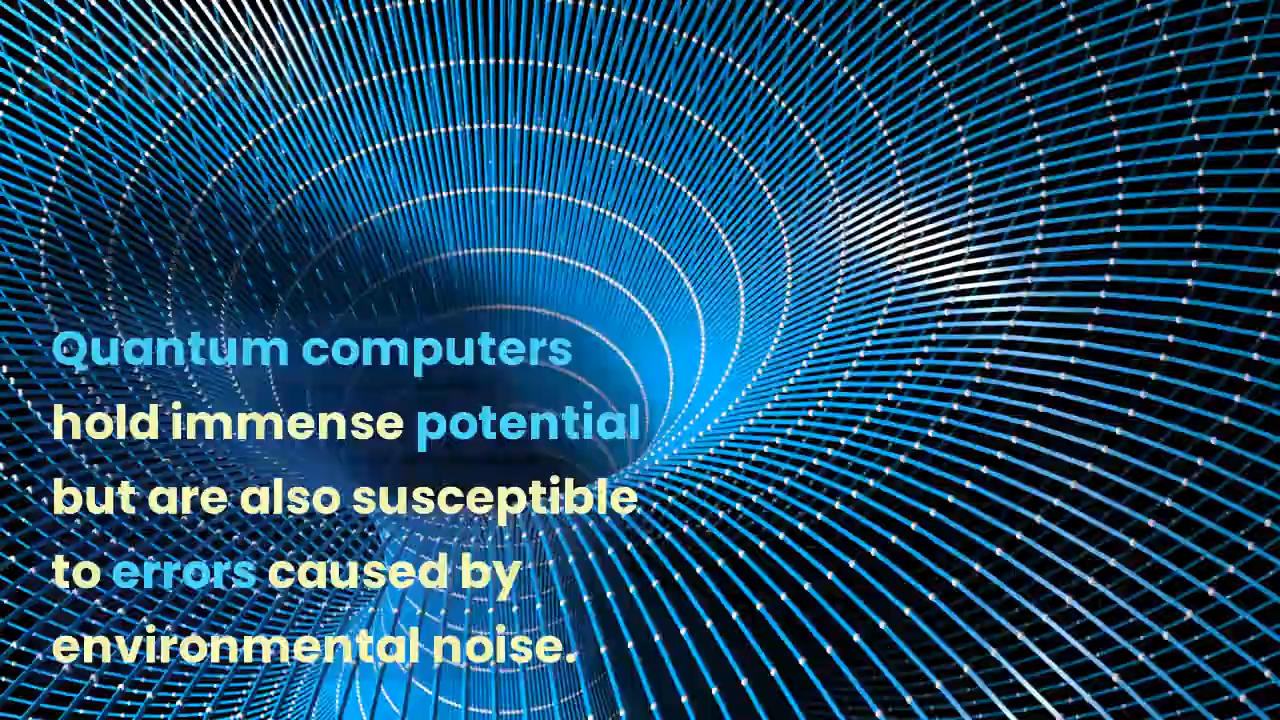 Quantum computers
hold immense potential
but are also susceptible
to errors caused by
environmental noise.